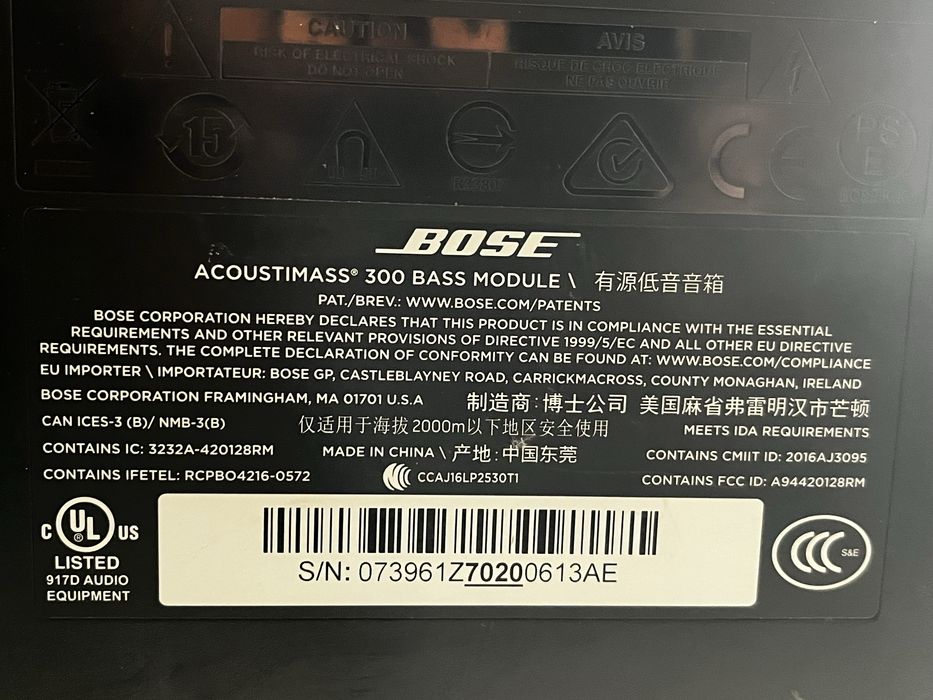 CAUTION
RISK OF ELECTRICAL SHOCK
DO NOT OPEN
AVIS
RISQUE DE CHOC ELECTRIQUE
NE PAS OUVRIR
15
PS
E
BOSE
ACOUSTIMASS® 300 BASS MODULE \ 有源低音音箱
PAT./BREV.: WWW.BOSE.COM/PATENTS
BOSE CORPORATION HEREBY DECLARES THAT THIS PRODUCT IS IN COMPLIANCE WITH THE ESSENTIAL
REQUIREMENTS AND OTHER RELEVANT PROVISIONS OF DIRECTIVE 1999/5/EC AND ALL OTHER EU DIRECTIVE
REQUIREMENTS. THE COMPLETE DECLARATION OF CONFORMITY CAN BE FOUND AT: WWW.BOSE.COM/COMPLIANCE
EU IMPORTER \ IMPORTATEUR: BOSE GP, CASTLEBLAYNEY ROAD, CARRICKMACROSS, COUNTY MONAGHAN, IRELAND
BOSE CORPORATION FRAMINGHAM, MA 01701 U.S.A 制造商: 博士公司 美国麻省弗雷明汉市芒顿
CAN ICES-3 (B)/ NMB-3(B) 仅适用于海拔 2000m以下地区安全使用 MEETS IDA REQUIREMENTS
CONTAINS IC: 3232A-420128RM MADE IN CHINA \ 产地: 中国东莞 CONTAINS CMIIT ID: 2016AJ3095
CONTAINS IFETEL: RCPBO4216-0572 CCAJ16LP2530T1 CONTAINS FCC ID: A94420128RM
C UL US
LISTED
917D AUDIO
EQUIPMENT
S/N: 073961Z70200613AE
CCC S&E